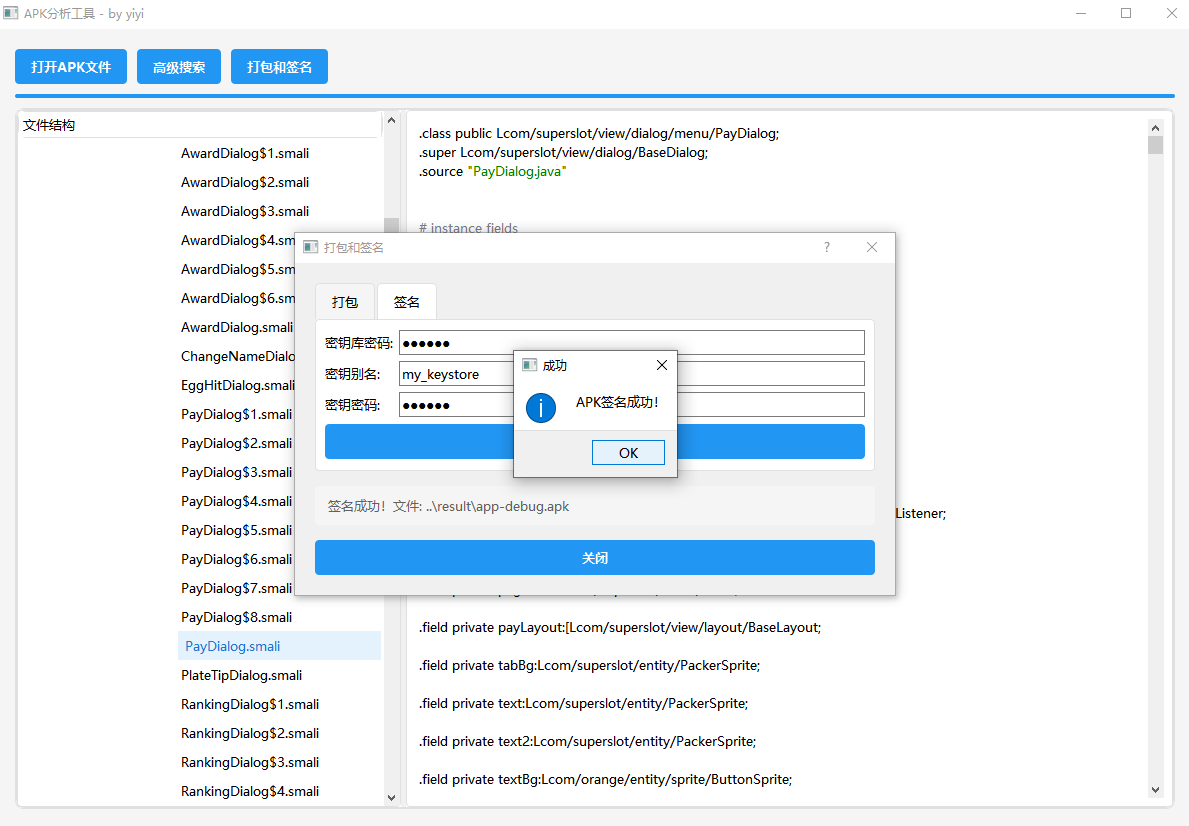 APK分析工具 - by yiyi
打开APK文件
高级搜索
打包和签名
文件结构
AwardDialog$1.smali
AwardDialog$2.smali
AwardDialog$3.smali
AwardDialog$4.sm
AwardDialog$5.sm
AwardDialog$6.sm
AwardDialog.smali
ChangeNameDialo
EggHitDialog.smali
PayDialog$1.smali
PayDialog$2.smali
PayDialog$3.smali
PayDialog$4.smali
PayDialog$5.smali
PayDialog$6.smali
PayDialog$7.smali
PayDialog$8.smali
PayDialog.smali
PlateTipDialog.smali
RankingDialog$1.smali
RankingDialog$2.smali
RankingDialog$3.smali
RankingDialog$4.smali
.class public Lcom/superslot/view/dialog/menu/PayDialog;
.super Lcom/superslot/view/dialog/BaseDialog;
.source "PayDialog.java"
# instance fields
Listener;
.field private payLayout:[Lcom/superslot/view/layout/BaseLayout;
.field private tabBg:Lcom/superslot/entity/PackerSprite;
.field private text:Lcom/superslot/entity/PackerSprite;
.field private text2:Lcom/superslot/entity/PackerSprite;
.field private textBg:Lcom/orange/entity/sprite/ButtonSprite;
打包和签名
?
打包
签名
密钥库密码: ●●●●●●
密钥别名: my_keystore
密钥密码: ●●●●●●
签名成功！文件: ..\result\app-debug.apk
关闭
成功
APK签名成功！
OK